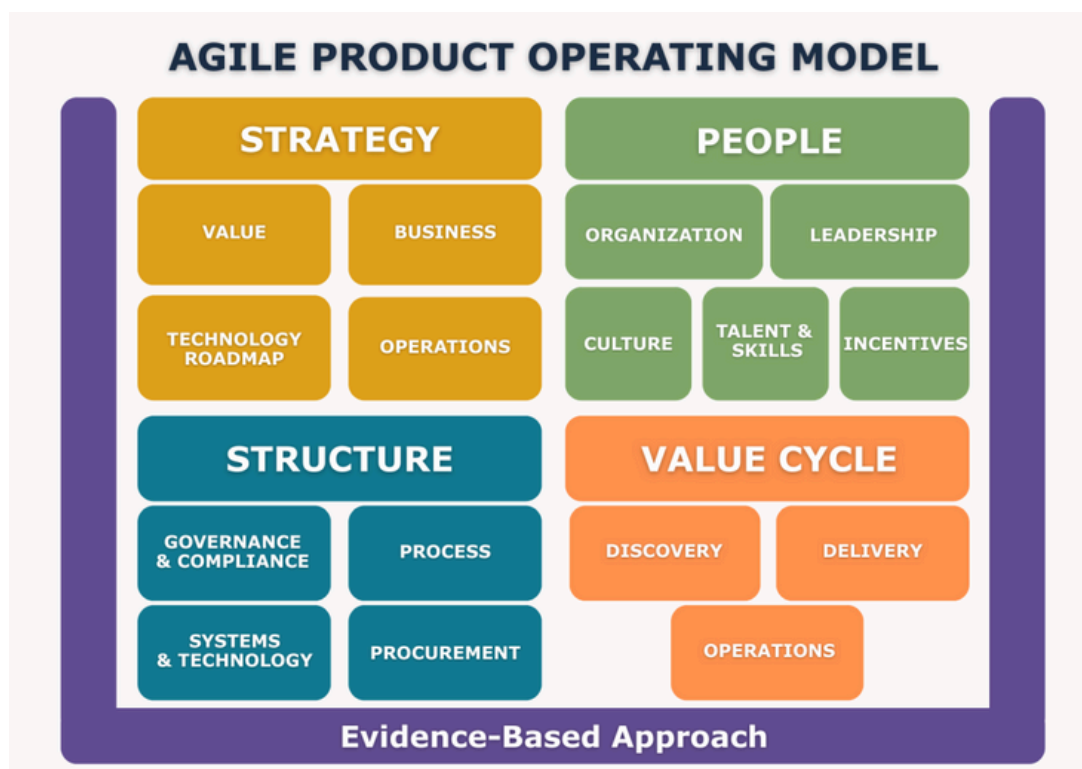 AGILE PRODUCT OPERATING MODEL
STRATEGY
VALUE
BUSINESS
TECHNOLOGY
ROADMAP
OPERATIONS
PEOPLE
ORGANIZATION
LEADERSHIP
CULTURE
TALENT &
SKILLS
INCENTIVES
STRUCTURE
GOVERNANCE
& COMPLIANCE
PROCESS
SYSTEMS
& TECHNOLOGY
PROCUREMENT
VALUE CYCLE
DISCOVERY
DELIVERY
OPERATIONS
Evidence-Based Approach